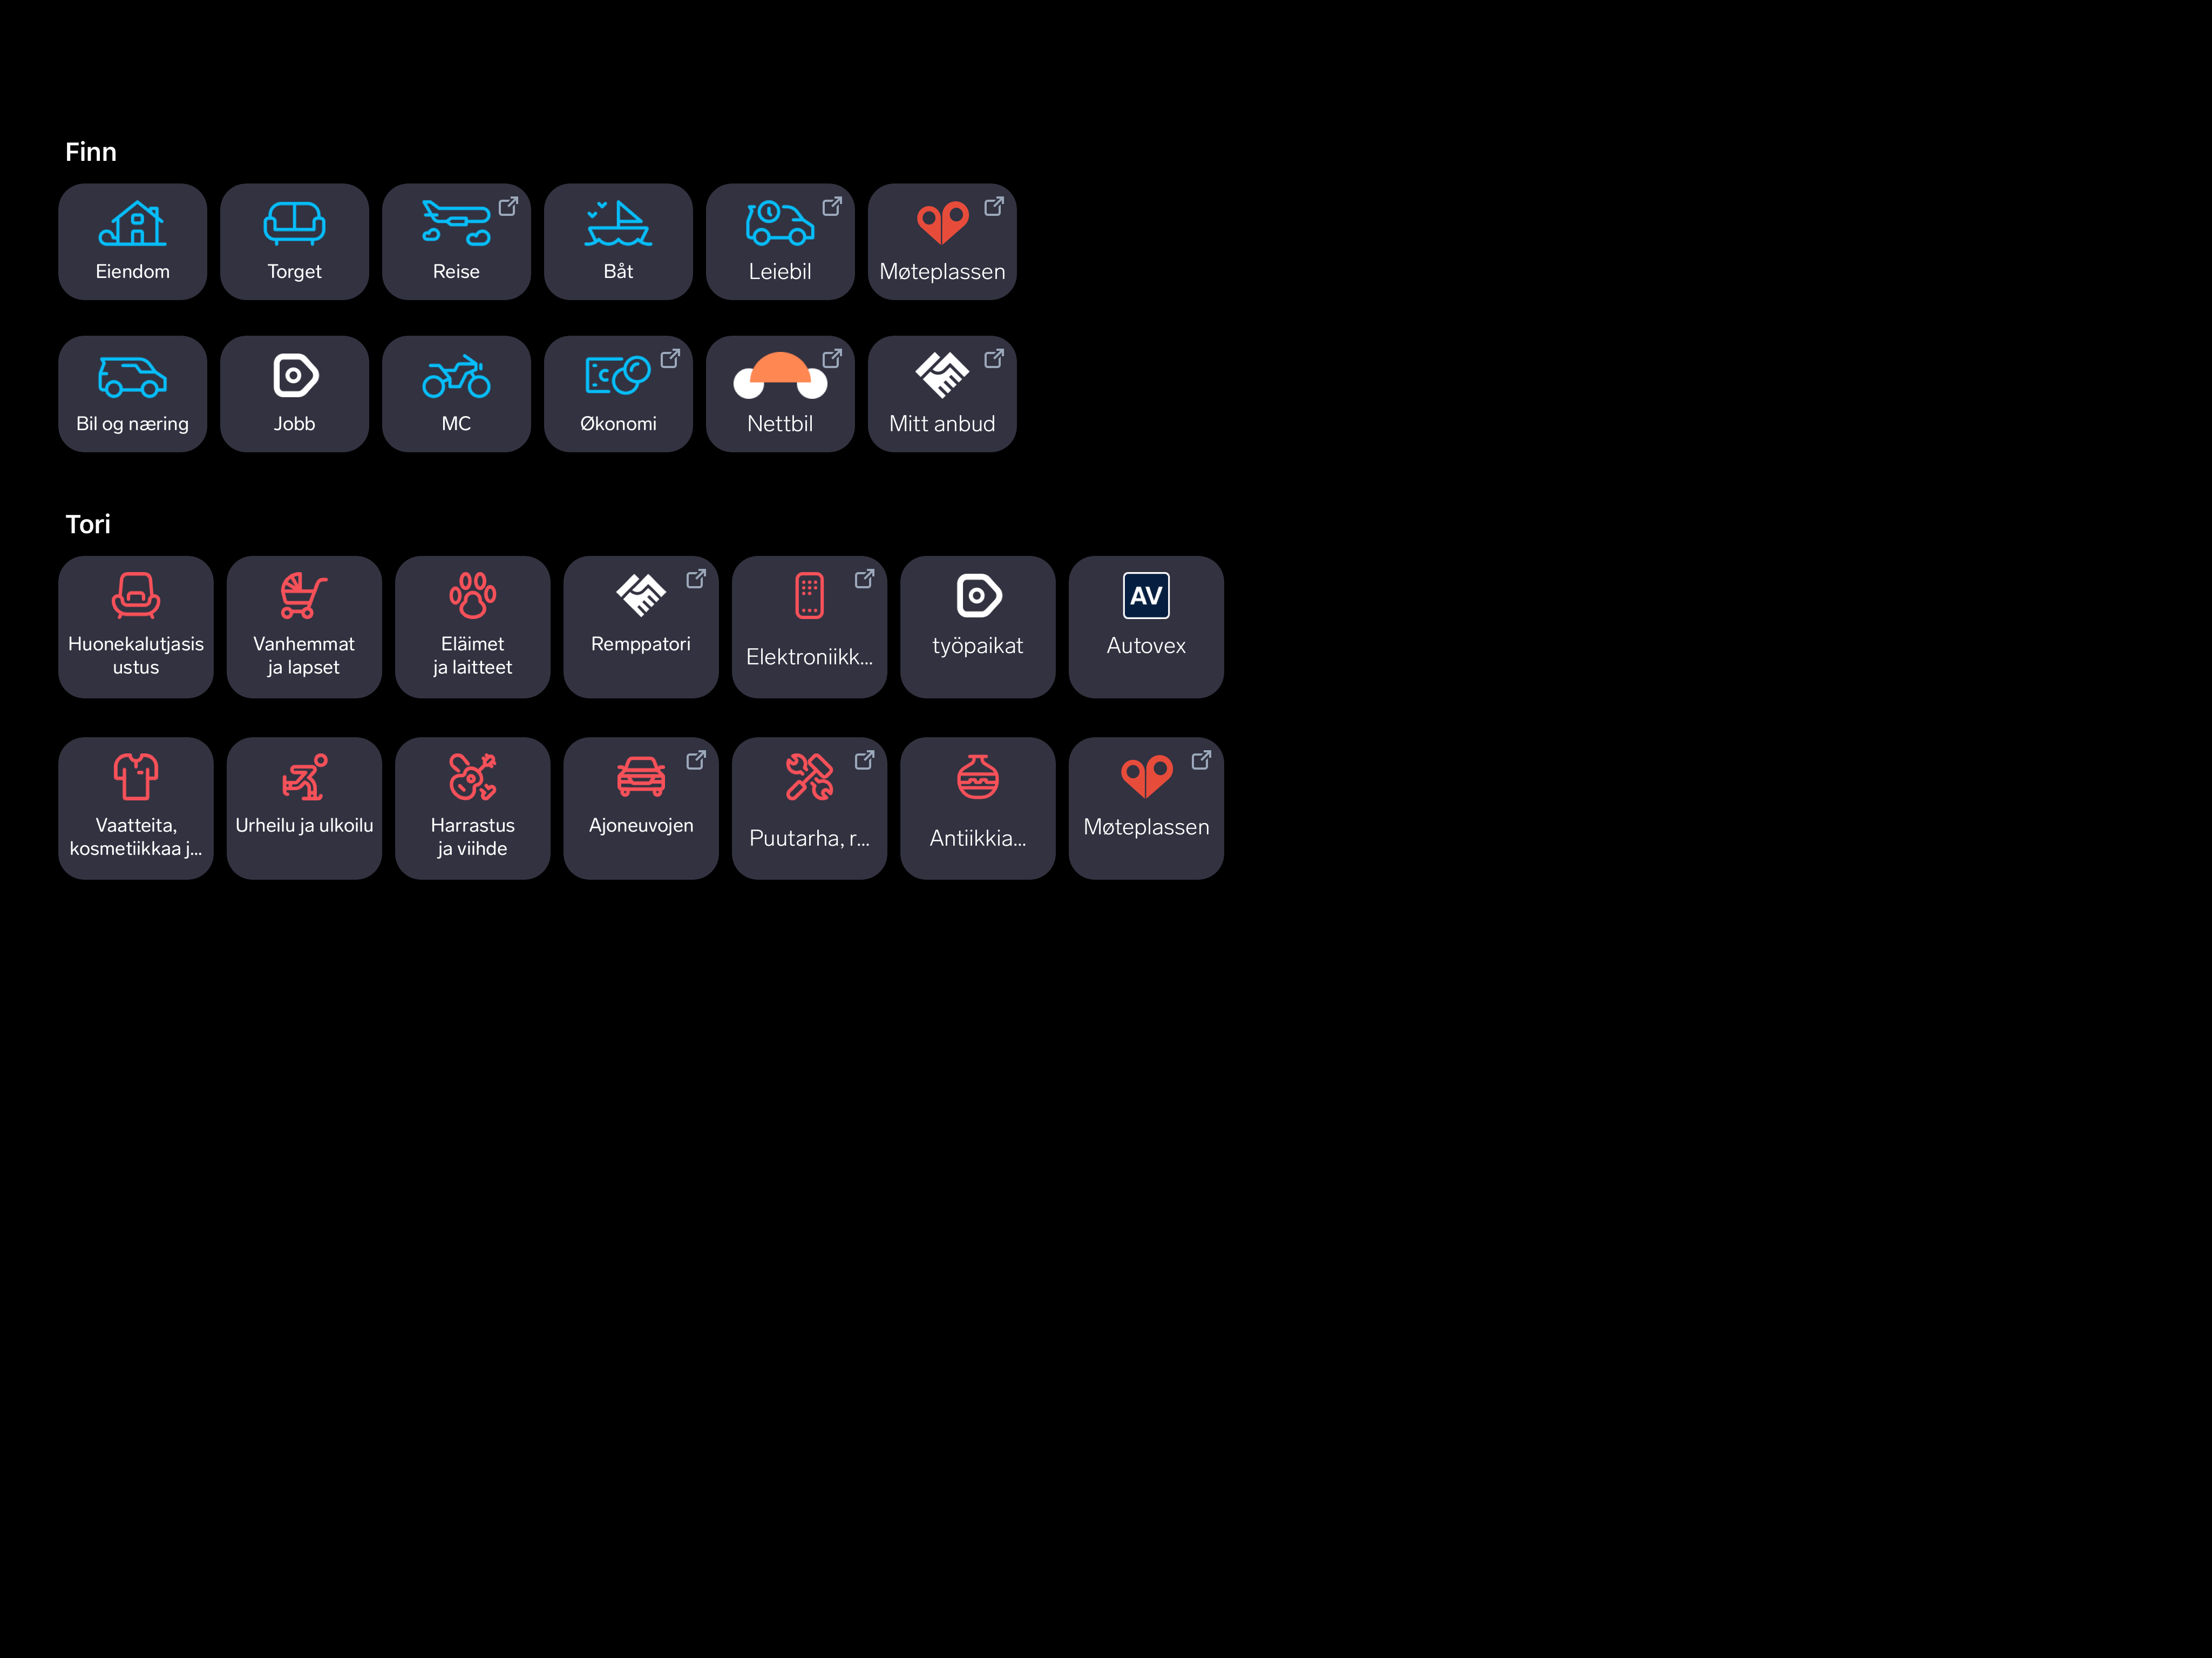 Finn
Eiendom
Torget
Reise
Båt
Leiebil
Møteplassen
Bil og næring
Jobb
MC
Økonomi
Nettbil
Mitt anbud
Tori
Huonekalutjasis
ustus
Vanhemmat
ja lapset
Eläimet
ja laitteet
Remppatori
Elektroniikk...
työpaikat
AV
Autovex
Vaatteita,
kosmetiikkaa j...
Urheilu ja ulkoilu
Harrastus
ja viihde
Ajoneuvojen
Puutarha, r...
Antiikkia...
Møteplassen